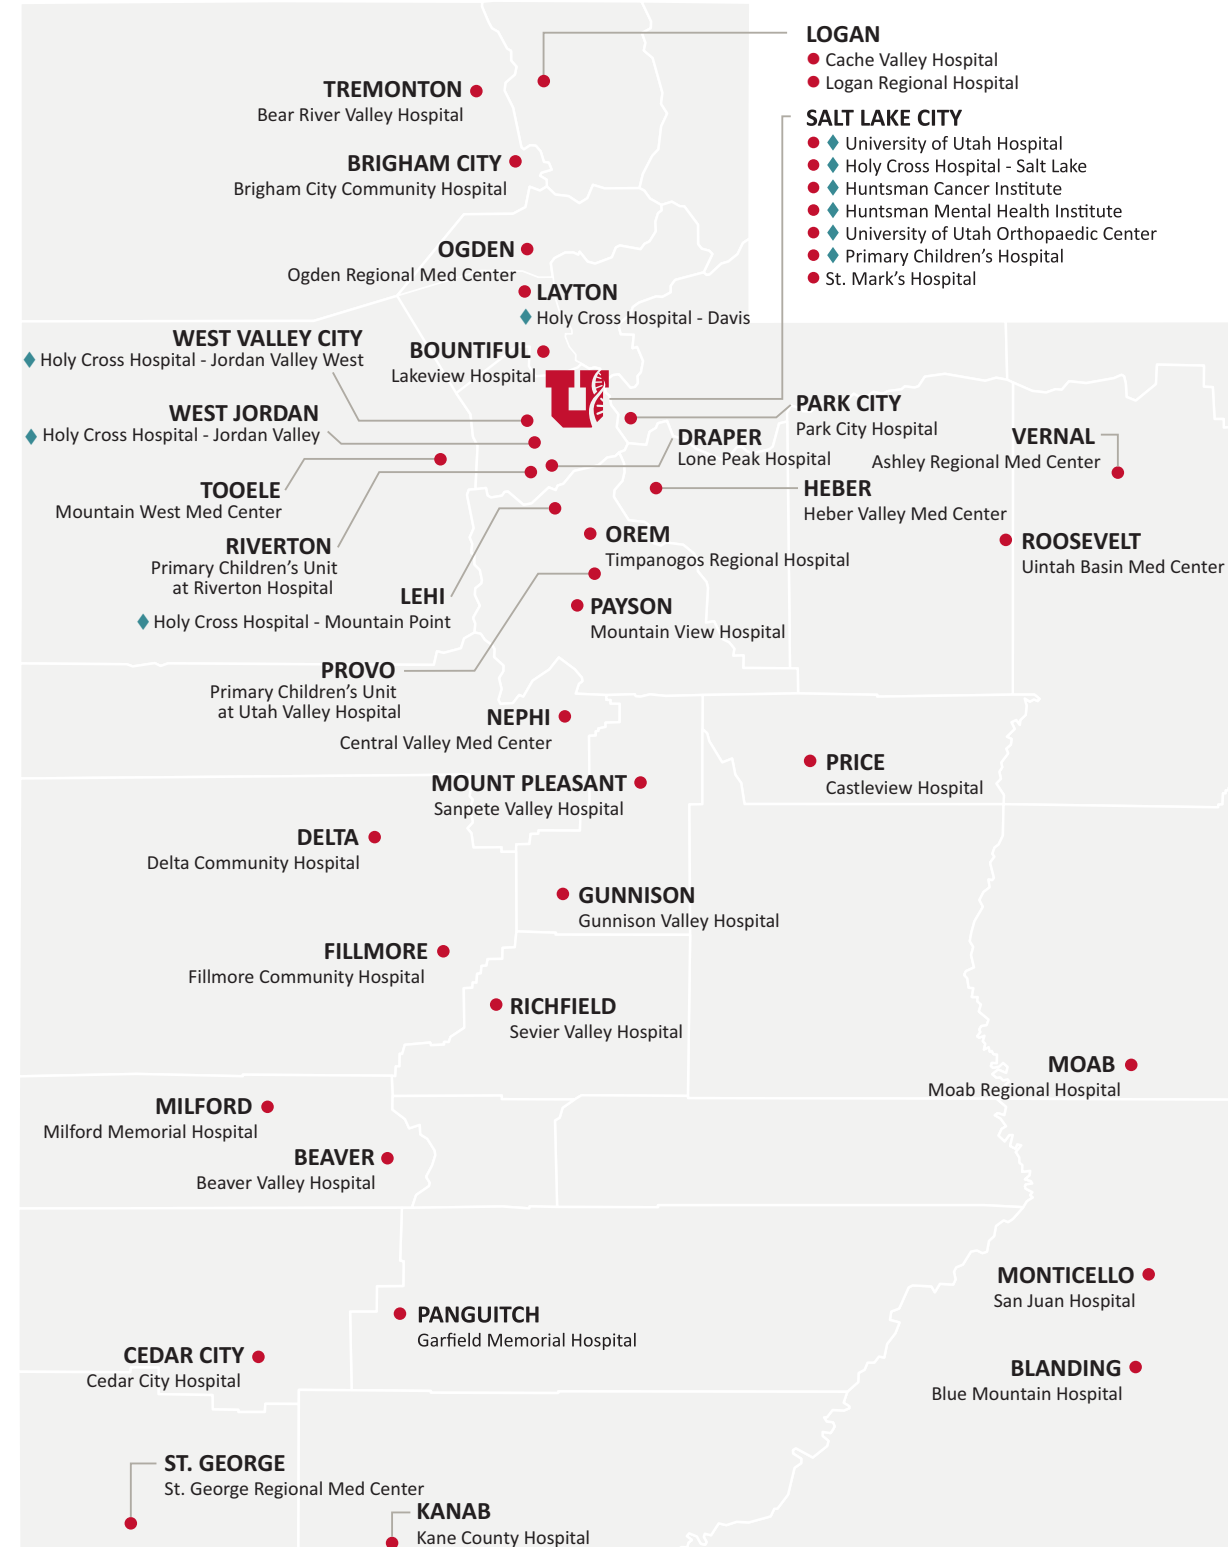 LOGAN
Cache Valley Hospital
Logan Regional Hospital
TREMONTON
Bear River Valley Hospital
SALT LAKE CITY
University of Utah Hospital
Holy Cross Hospital - Salt Lake
Huntsman Cancer Institute
Huntsman Mental Health Institute
University of Utah Orthopaedic Center
Primary Children's Hospital
St. Mark's Hospital
BRIGHAM CITY
Brigham City Community Hospital
OGDEN
Ogden Regional Med Center
LAYTON
Holy Cross Hospital - Davis
WEST VALLEY CITY
Holy Cross Hospital - Jordan Valley West
BOUNTIFUL
Lakeview Hospital
U
WEST JORDAN
Holy Cross Hospital - Jordan Valley
PARK CITY
Park City Hospital
DRAPER
Lone Peak Hospital
VERNAL
Ashley Regional Med Center
TOOELE
Mountain West Med Center
HEBER
Heber Valley Med Center
RIVERTON
Primary Children's Unit
at Riverton Hospital
OREM
Timpanogos Regional Hospital
ROOSEVELT
Uintah Basin Med Center
LEHI
Holy Cross Hospital - Mountain Point
PAYSON
Mountain View Hospital
PROVO
Primary Children's Unit
at Utah Valley Hospital
NEPHI
Central Valley Med Center
PRICE
Castleview Hospital
MOUNT PLEASANT
Sanpete Valley Hospital
DELTA
Delta Community Hospital
GUNNISON
Gunnison Valley Hospital
FILLMORE
Fillmore Community Hospital
RICHFIELD
Sevier Valley Hospital
MOAB
Moab Regional Hospital
MILFORD
Milford Memorial Hospital
BEAVER
Beaver Valley Hospital
MONTICELLO
San Juan Hospital
PANGUITCH
Garfield Memorial Hospital
CEDAR CITY
Cedar City Hospital
BLANDING
Blue Mountain Hospital
ST. GEORGE
St. George Regional Med Center
KANAB
Kane County Hospital